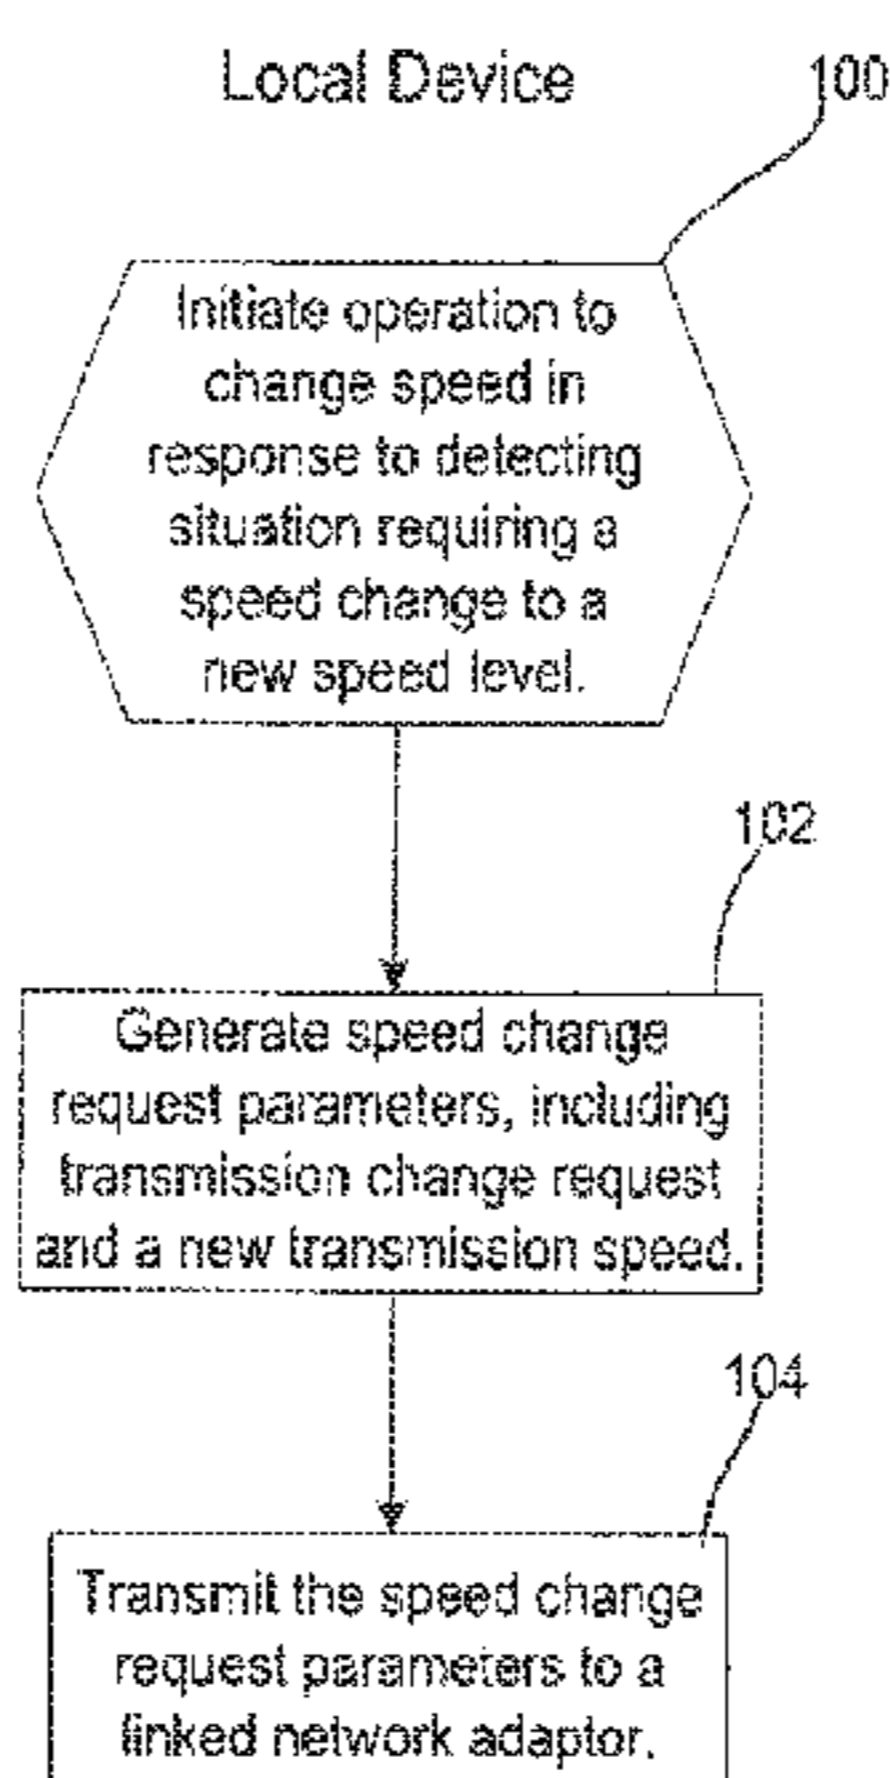 Local Device
100
Initiate operation to
change speed in
response to detecting
situation requiring a
speed change to a
new speed level.
102
Generate speed change
request parameters, including
transmission change request
and a new transmission speed.
104
Transmit the speed change
request parameters to a
linked network adaptor.